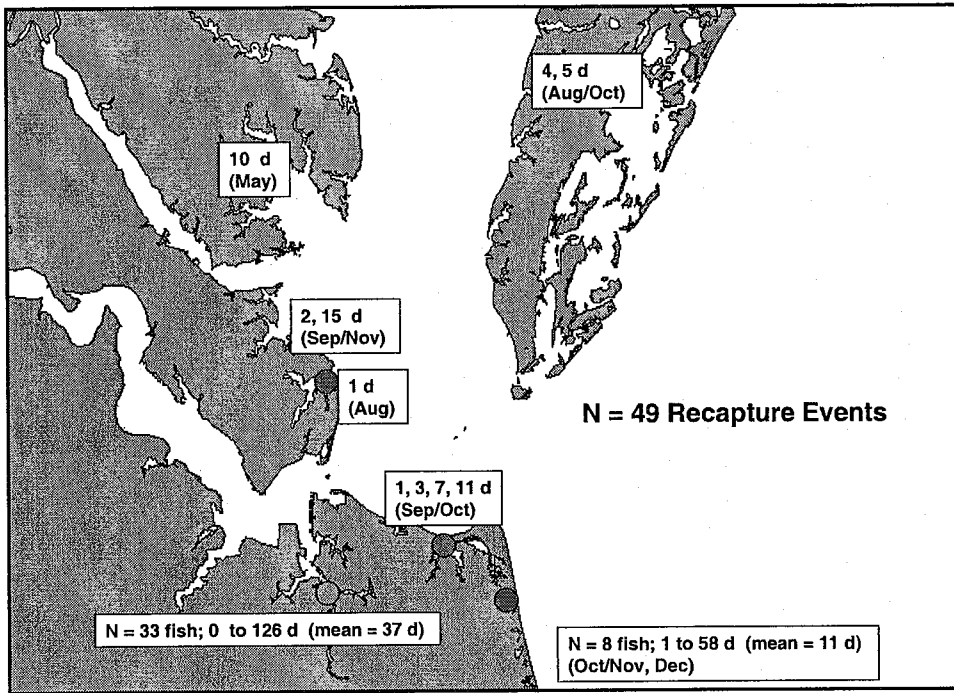 4, 5 d
(Aug/Oct)
10 d
(May)
2, 15 d
(Sep/Nov)
1 d
(Aug)
N = 49 Recapture Events
1, 3, 7, 11 d
(Sep/Oct)
N = 33 fish; 0 to 126 d (mean = 37 d)
N = 8 fish; 1 to 58 d (mean = 11 d)
(Oct/Nov, Dec)